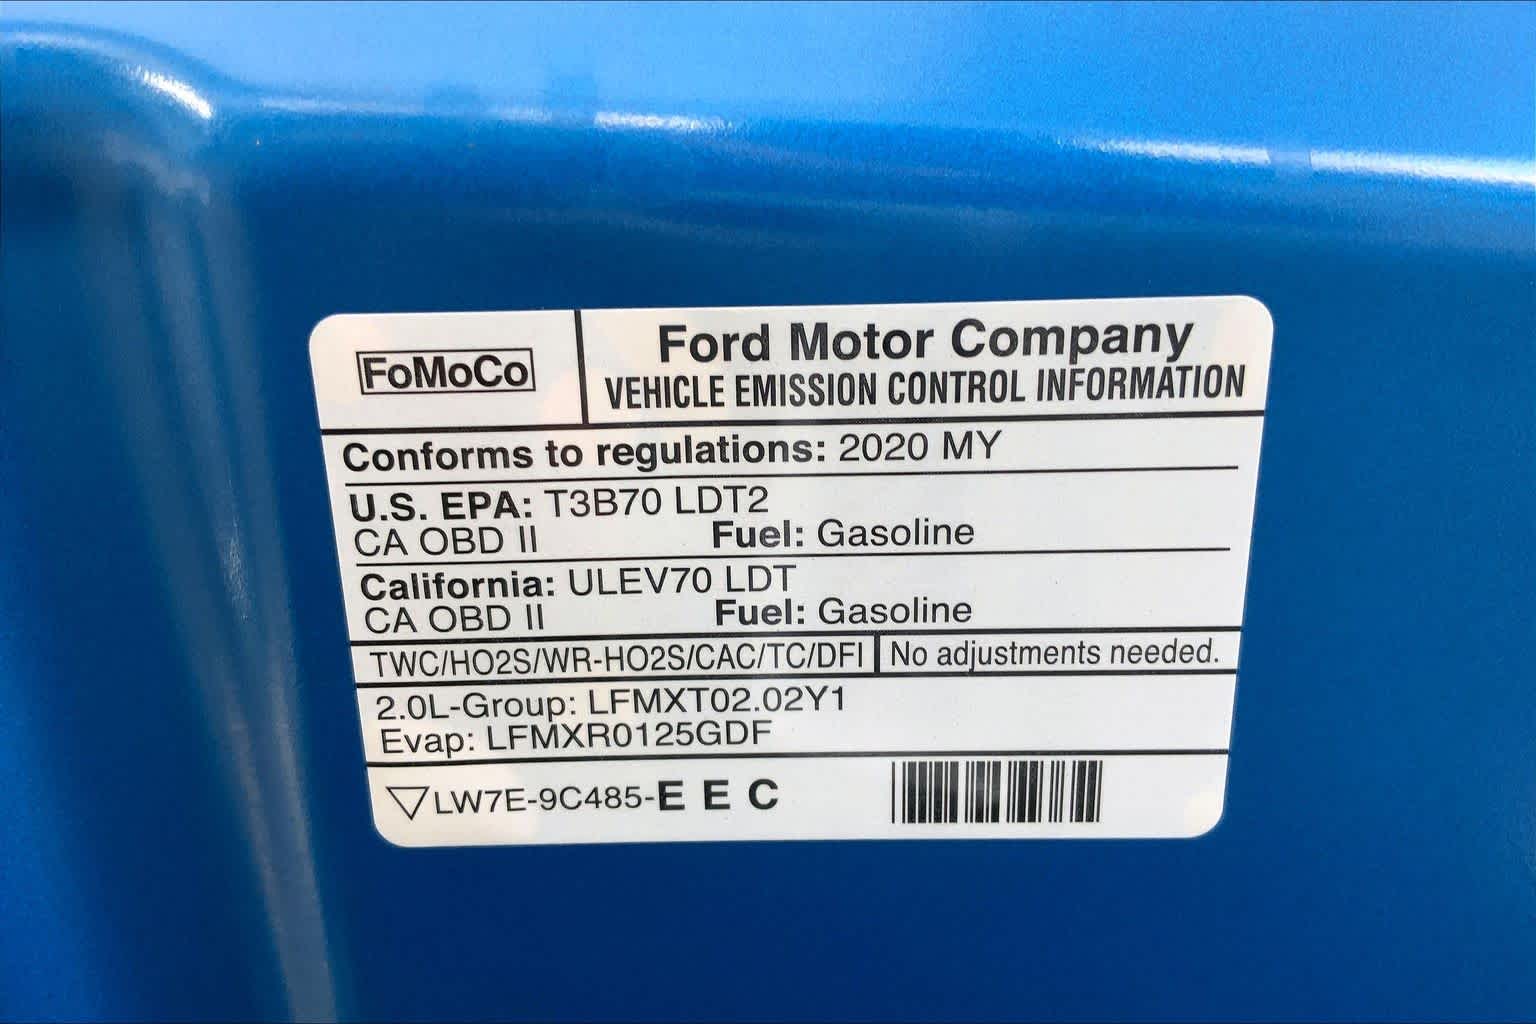 FoMoCo
Ford Motor Company
VEHICLE EMISSION CONTROL INFORMATION
Conforms to regulations: 2020 MY
U.S. EPA: T3B70 LDT2
CA OBD II Fuel: Gasoline
California: ULEV70 LDT
CA OBD II Fuel: Gasoline
TWC/HO2S/WR-HO2S/CAC/TC/DFI No adjustments needed.
2.0L-Group: LFMXT02.02Y1
Evap: LFMXR0125GDF
LW7E-9C485-E E C